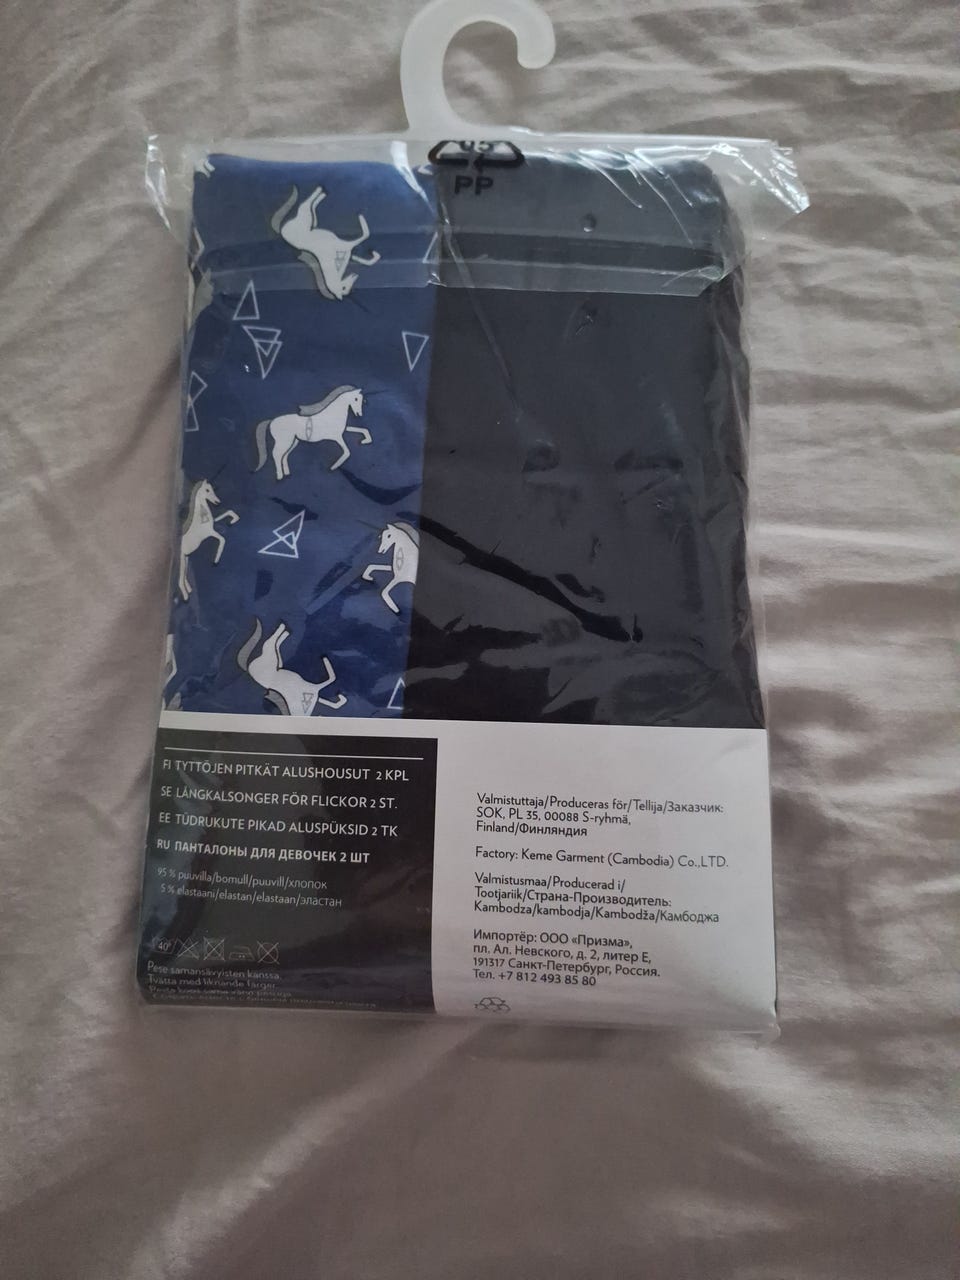 05
PP
FI TYTTÖJEN PITKÄT ALUSHOUSUT 2 KPL
SE LÅNGKALSONGER FÖR FLICKOR 2 ST.
EE TÜDRUKUTE PIKAD ALUSPÜKSID 2 TK
RU ПАНТАЛОНЫ ДЛЯ ДЕВОЧЕК 2 ШТ
95 % puuvilla/bomull/puuvill/хлопок
5 % elastaani/elastan/elastaan/эластан
40°
Pese samansävyisten kanssa.
Tvätta med liknande färger.
Valmistuttaja/Produceras för/Tellija/Заказчик:
SOK, PL 35, 00088 S-ryhmä,
Finland/Финляндия
Factory: Keme Garment (Cambodia) Co.,LTD.
Valmistusmaa/Producerad i/
Tootjariik/Страна-Производитель:
Kambodza/kambodja/Kambodža/Камбоджа
Импортёр: ООО «Призма»,
пл. Ал. Невского, д. 2, литер Е,
191317 Санкт-Петербург, Россия.
Тел. +7 812 493 85 80